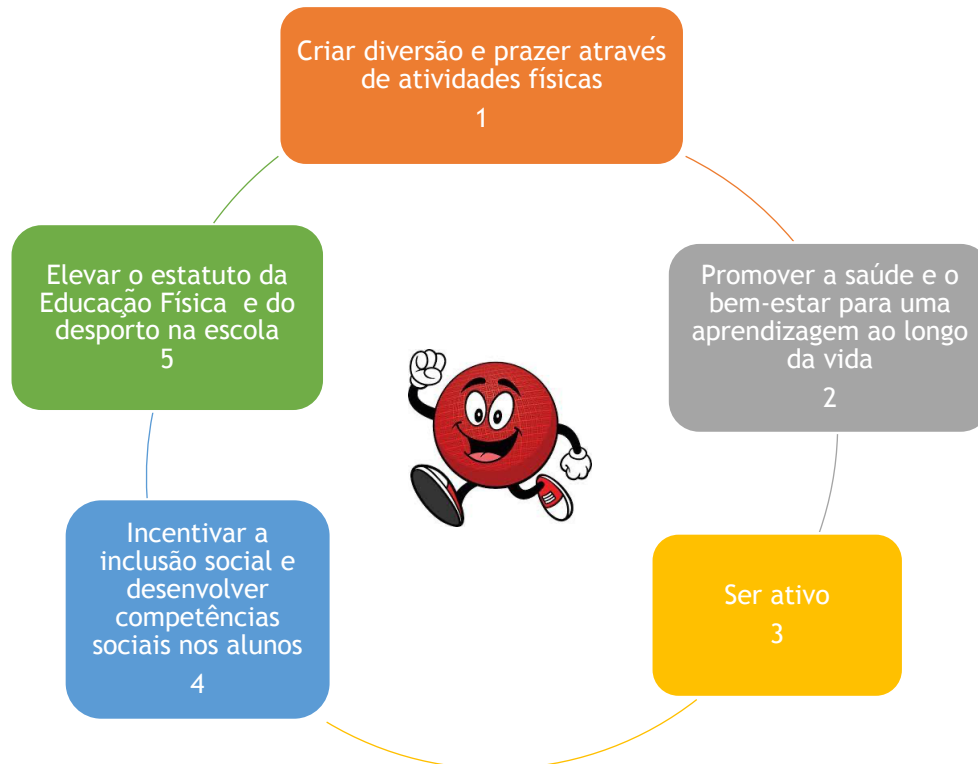 Criar diversão e prazer através
de atividades físicas
1
Promover a saúde e o
bem-estar para uma
aprendizagem ao longo
da vida
2
Ser ativo
3
Incentivar a
inclusão social e
desenvolver
competências
sociais nos alunos
4
Elevar o estatuto da
Educação Física  e do
desporto na escola
5